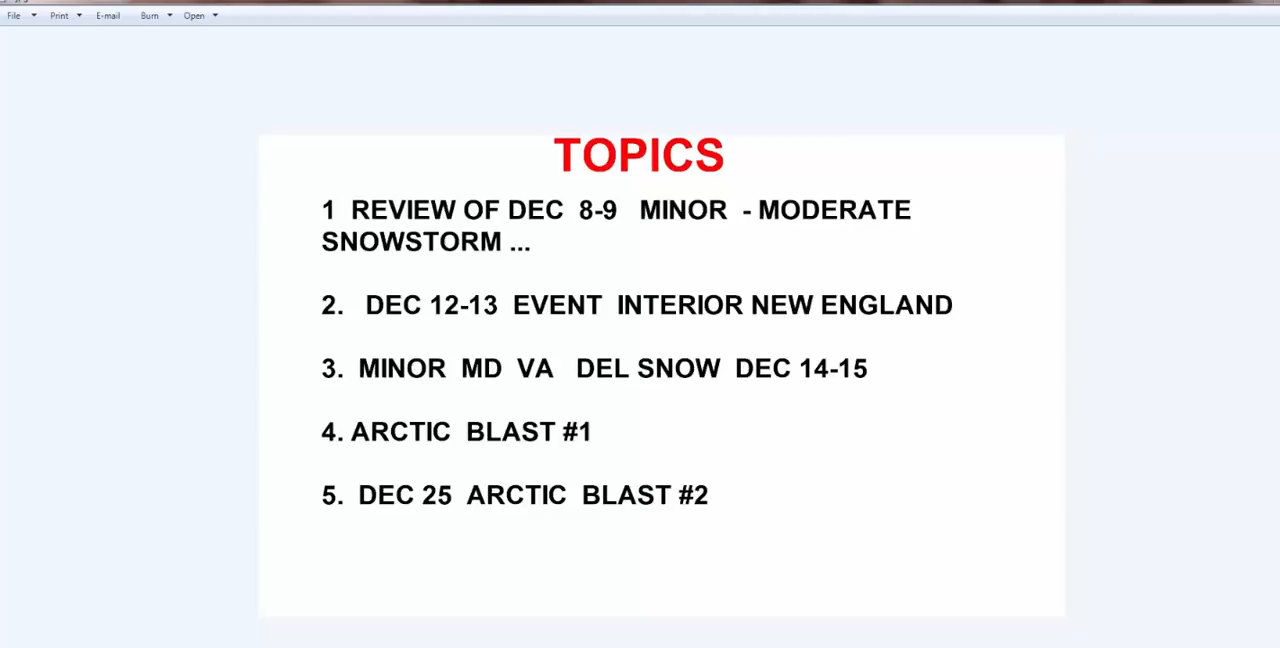 File Print E-mail Burn Open
TOPICS
1 REVIEW OF DEC 8-9 MINOR - MODERATE
SNOWSTORM ...
2. DEC 12-13 EVENT INTERIOR NEW ENGLAND
3. MINOR MD VA DEL SNOW DEC 14-15
4. ARCTIC BLAST #1
5. DEC 25 ARCTIC BLAST #2